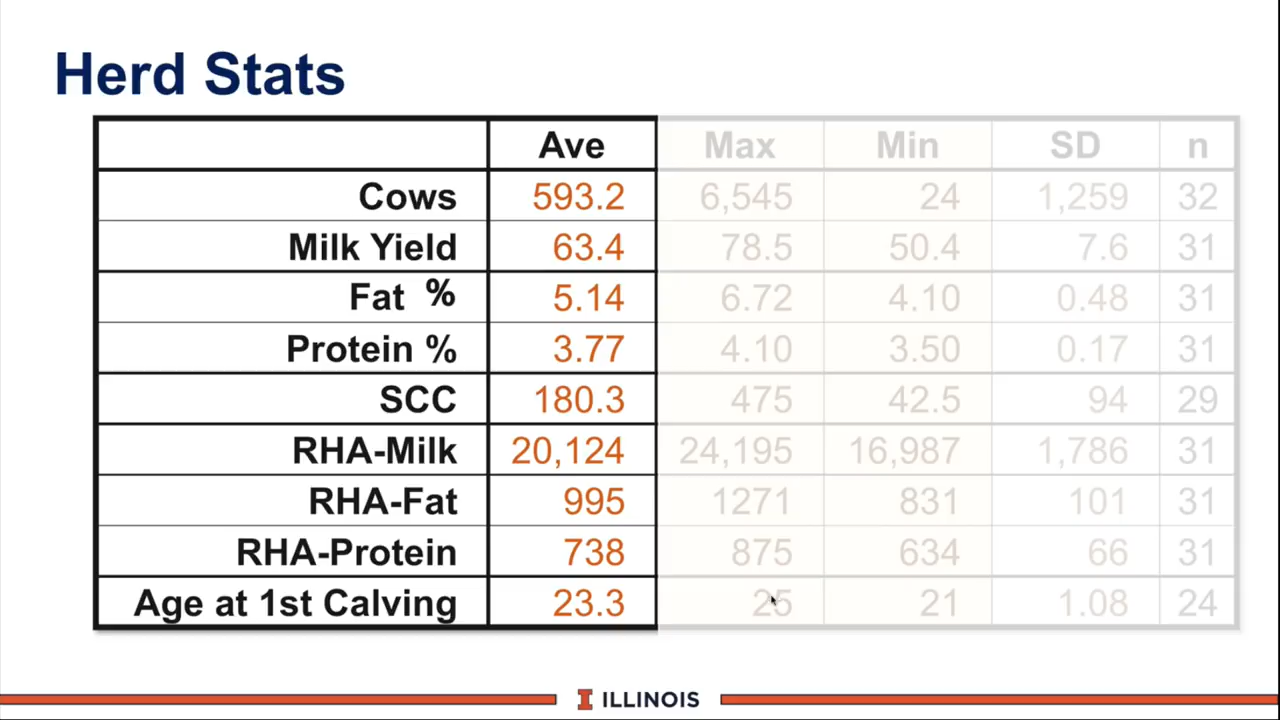 Herd Stats
Ave Max Min SD n
Cows 593.2 6,545 24 1,259 32
Milk Yield 63.4 78.5 50.4 7.6 31
Fat % 5.14 6.72 4.10 0.48 31
Protein % 3.77 4.10 3.50 0.17 31
SCC 180.3 475 42.5 94 29
RHA-Milk 20,124 24,195 16,987 1,786 31
RHA-Fat 995 1271 831 101 31
RHA-Protein 738 875 634 66 31
Age at 1st Calving 23.3 25 21 1.08 24
I ILLINOIS